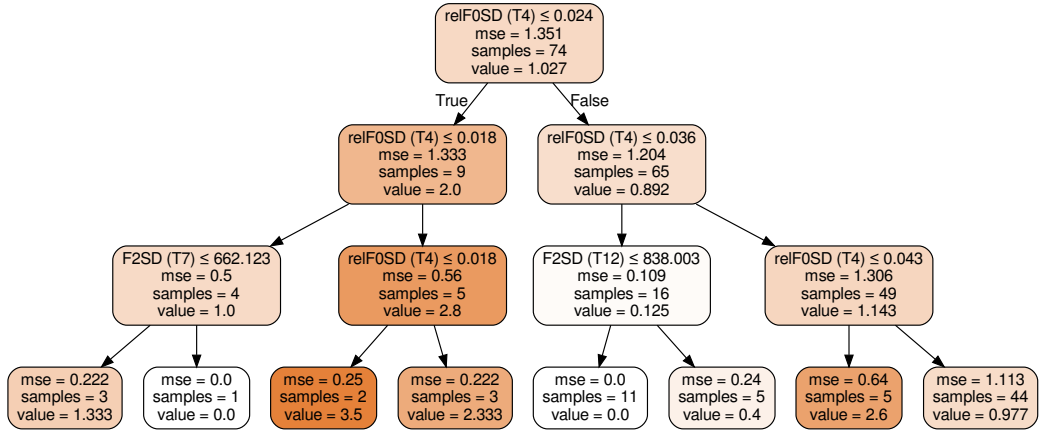 relF0SD (T4) ≤ 0.024
mse = 1.351
samples = 74
value = 1.027
True
False
relF0SD (T4) ≤ 0.018
mse = 1.333
samples = 9
value = 2.0
relF0SD (T4) ≤ 0.036
mse = 1.204
samples = 65
value = 0.892
F2SD (T7) ≤ 662.123
mse = 0.5
samples = 4
value = 1.0
relF0SD (T4) ≤ 0.018
mse = 0.56
samples = 5
value = 2.8
F2SD (T12) ≤ 838.003
mse = 0.109
samples = 16
value = 0.125
relF0SD (T4) ≤ 0.043
mse = 1.306
samples = 49
value = 1.143
mse = 0.222
samples = 3
value = 1.333
mse = 0.0
samples = 1
value = 0.0
mse = 0.25
samples = 2
value = 3.5
mse = 0.222
samples = 3
value = 2.333
mse = 0.0
samples = 11
value = 0.0
mse = 0.24
samples = 5
value = 0.4
mse = 0.64
samples = 5
value = 2.6
mse = 1.113
samples = 44
value = 0.977